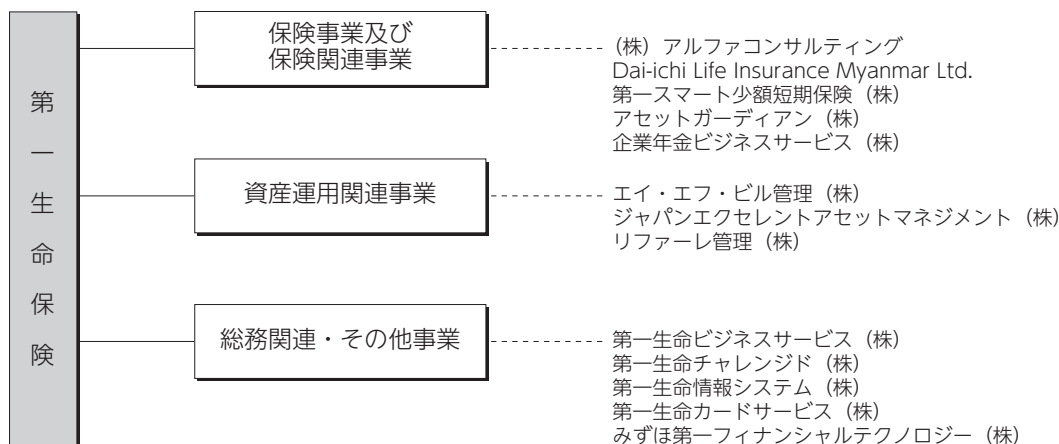 第一生命保険
保険事業及び
保険関連事業
（株）アルファコンサルティング
Dai-ichi Life Insurance Myanmar Ltd.
第一スマート少額短期保険（株）
アセットガーディアン（株）
企業年金ビジネスサービス（株）
資産運用関連事業
エイ・エフ・ビル管理（株）
ジャパンエクセレントアセットマネジメント（株）
リファーレ管理（株）
総務関連・その他事業
第一生命ビジネスサービス（株）
第一生命チャレンジド（株）
第一生命情報システム（株）
第一生命カードサービス（株）
みずほ第一フィナンシャルテクノロジー（株）